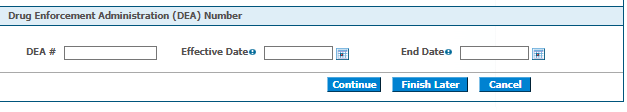 Drug Enforcement Administration (DEA) Number
DEA # Effective Date End Date
Continue Finish Later Cancel